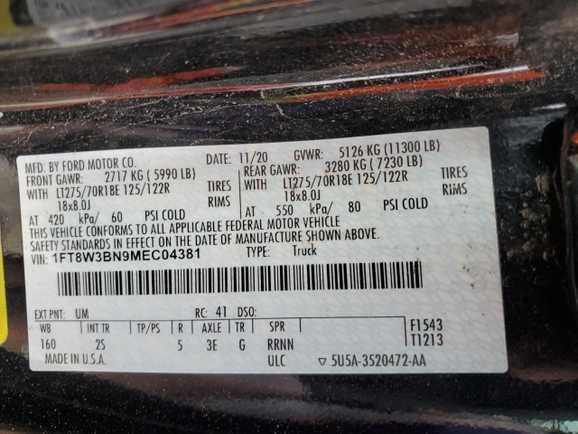 MFD. BY FORD MOTOR CO.
DATE: 11/20 GVWR: 5126 KG (11300 LB)
FRONT GAWR: 2717 KG (5990 LB) REAR GAWR: 3280 KG (7230 LB)
WITH LT275/70R18E 125/122R TIRES WITH LT275/70R18E 125/122R TIRES
18x8.0J RIMS 18x8.0J RIMS
AT 420 kPa/ 60 PSI COLD AT 550 kPa/ 80 PSI COLD
THIS VEHICLE CONFORMS TO ALL APPLICABLE FEDERAL MOTOR VEHICLE
SAFETY STANDARDS IN EFFECT ON THE DATE OF MANUFACTURE SHOWN ABOVE.
VIN: 1FT8W3BN9MEC04381 TYPE: Truck
EXT PNT: UM RC: 41 DSO:
WB INT TR TP/PS R AXLE TR SPR F1543
160 2S 5 3E G RRNN T1213
MADE IN U.S.A. ULC ▽ 5U5A-3520472-AA